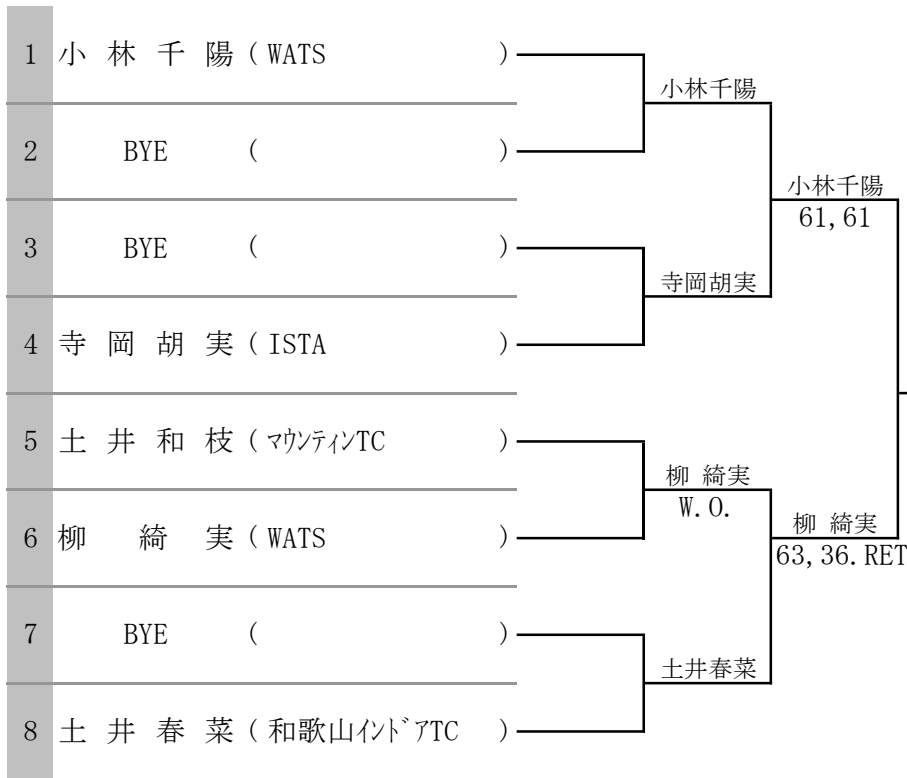 1 小 林 千 陽 ( WATS )
小林千陽
2 BYE ( )
小林千陽
61, 61
3 BYE ( )
寺岡胡実
4 寺 岡 胡 実 ( ISTA )
5 土 井 和 枝 ( マウンティンTC )
柳 綺実
W. O.
6 柳 綺 実 ( WATS )
柳 綺実
63, 36. RET
7 BYE ( )
土井春菜
8 土 井 春 菜 ( 和歌山インドアTC )